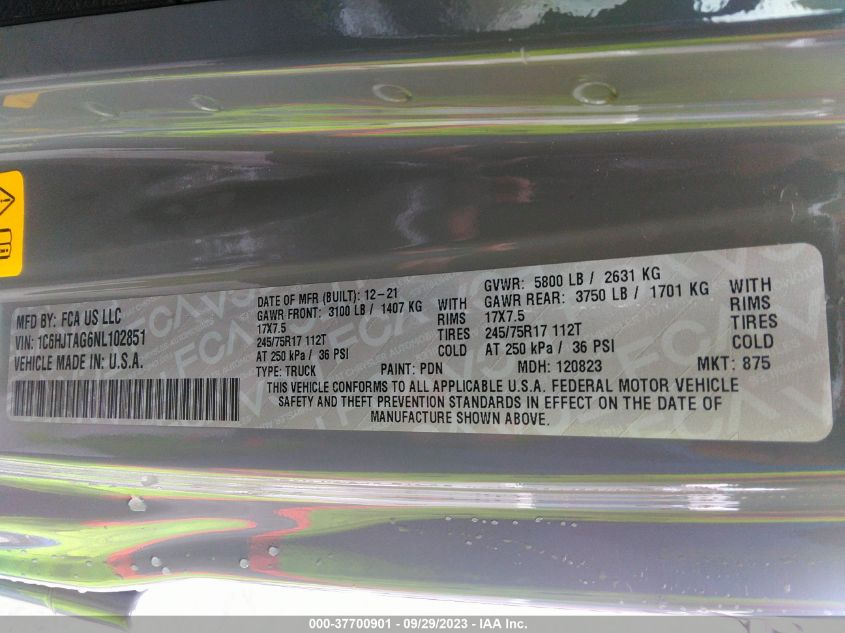 MFD BY: FCA US LLC
VIN: 1C6HJTAG6NL102851
VEHICLE MADE IN U.S.A.
DATE OF MFR (BUILT): 12-21
GAWR FRONT: 3100 LB / 1407 KG WITH
17X7.5 RIMS
245/75R17 112T TIRES
AT 250 kPa / 36 PSI COLD
GVWR: 5800 LB / 2631 KG
GAWR REAR: 3750 LB / 1701 KG WITH
17X7.5 RIMS
245/75R17 112T TIRES
AT 250 kPa / 36 PSI COLD
TYPE: TRUCK PAINT: PDN MDH: 120823 MKT: 875
THIS VEHICLE CONFORMS TO ALL APPLICABLE U.S.A. FEDERAL MOTOR VEHICLE
SAFETY AND THEFT PREVENTION STANDARDS IN EFFECT ON THE DATE OF
MANUFACTURE SHOWN ABOVE.
000-37700901 - 09/29/2023 - IAA Inc.